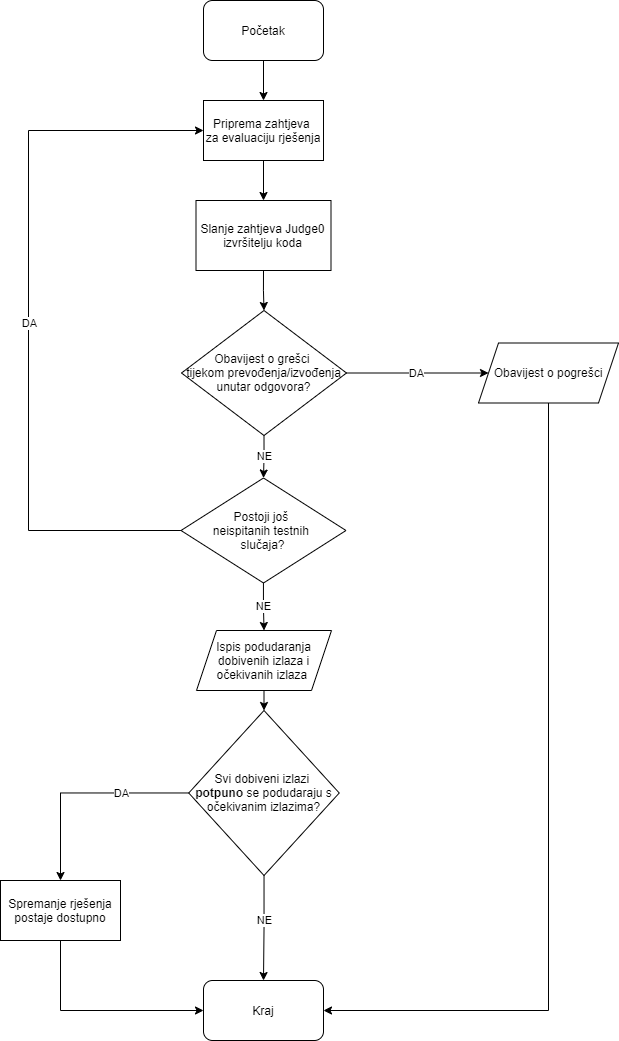 Početak
Priprema zahtjeva
za evaluaciju rješenja
Slanje zahtjeva Judge0
izvršitelju koda
DA
Obavijest o grešci
tijekom prevođenja/izvođenja
unutar odgovora?
DA
Obavijest o pogrešci
NE
Postoji još
neispitanih testnih
slučaja?
NE
Ispis podudaranja
dobivenih izlaza i
očekivanih izlaza
Svi dobiveni izlazi
potpuno se podudaraju s
očekivanim izlazima?
DA
Spremanje rješenja
postaje dostupno
NE
Kraj